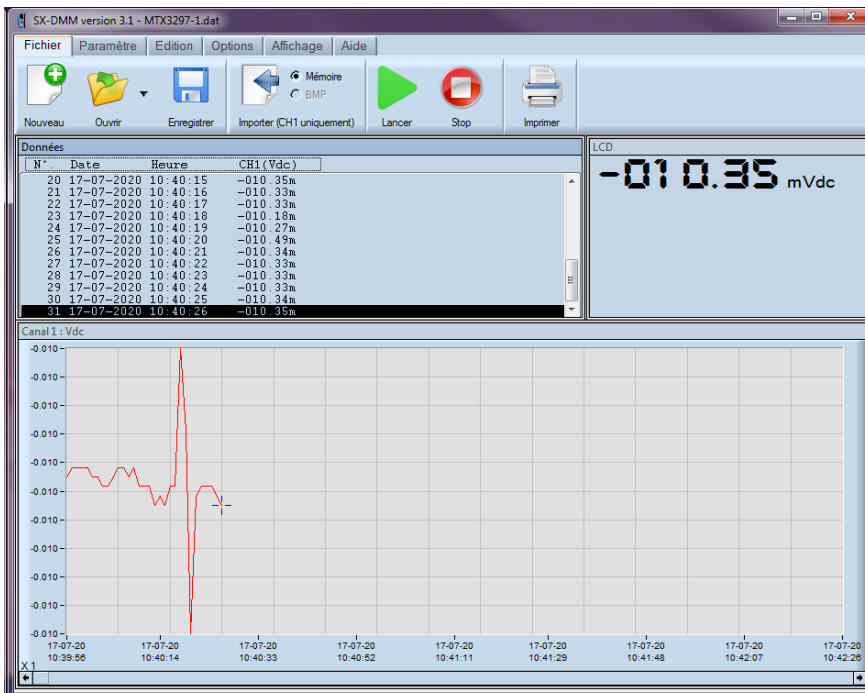 SX-DMM version 3.1 - MTX3297-1.dat
Fichier Paramètre Edition Options Affichage Aide
Mémoire
BMP
Nouveau Ouvrir Enregistrer Importer (CH1 uniquement) Lancer Stop Imprimer
Données
N°. Date Heure CH1(Vdc)
20 17-07-2020 10:40:15 -010.35m
21 17-07-2020 10:40:16 -010.33m
22 17-07-2020 10:40:17 -010.33m
23 17-07-2020 10:40:18 -010.18m
24 17-07-2020 10:40:19 -010.27m
25 17-07-2020 10:40:20 -010.49m
26 17-07-2020 10:40:21 -010.34m
27 17-07-2020 10:40:22 -010.33m
28 17-07-2020 10:40:23 -010.33m
29 17-07-2020 10:40:24 -010.33m
30 17-07-2020 10:40:25 -010.34m
31 17-07-2020 10:40:26 -010.35m
LCD
-010.35 mVdc
Canal 1 : Vdc
-0.010
-0.010
-0.010
-0.010
-0.010
-0.010
-0.010
-0.010
-0.010
-0.010
-0.010
17-07-20 17-07-20 17-07-20 17-07-20 17-07-20 17-07-20 17-07-20 17-07-20 17-07-20
10:39:56 10:40:14 10:40:33 10:40:52 10:41:11 10:41:29 10:41:48 10:42:07 10:42:26
X1